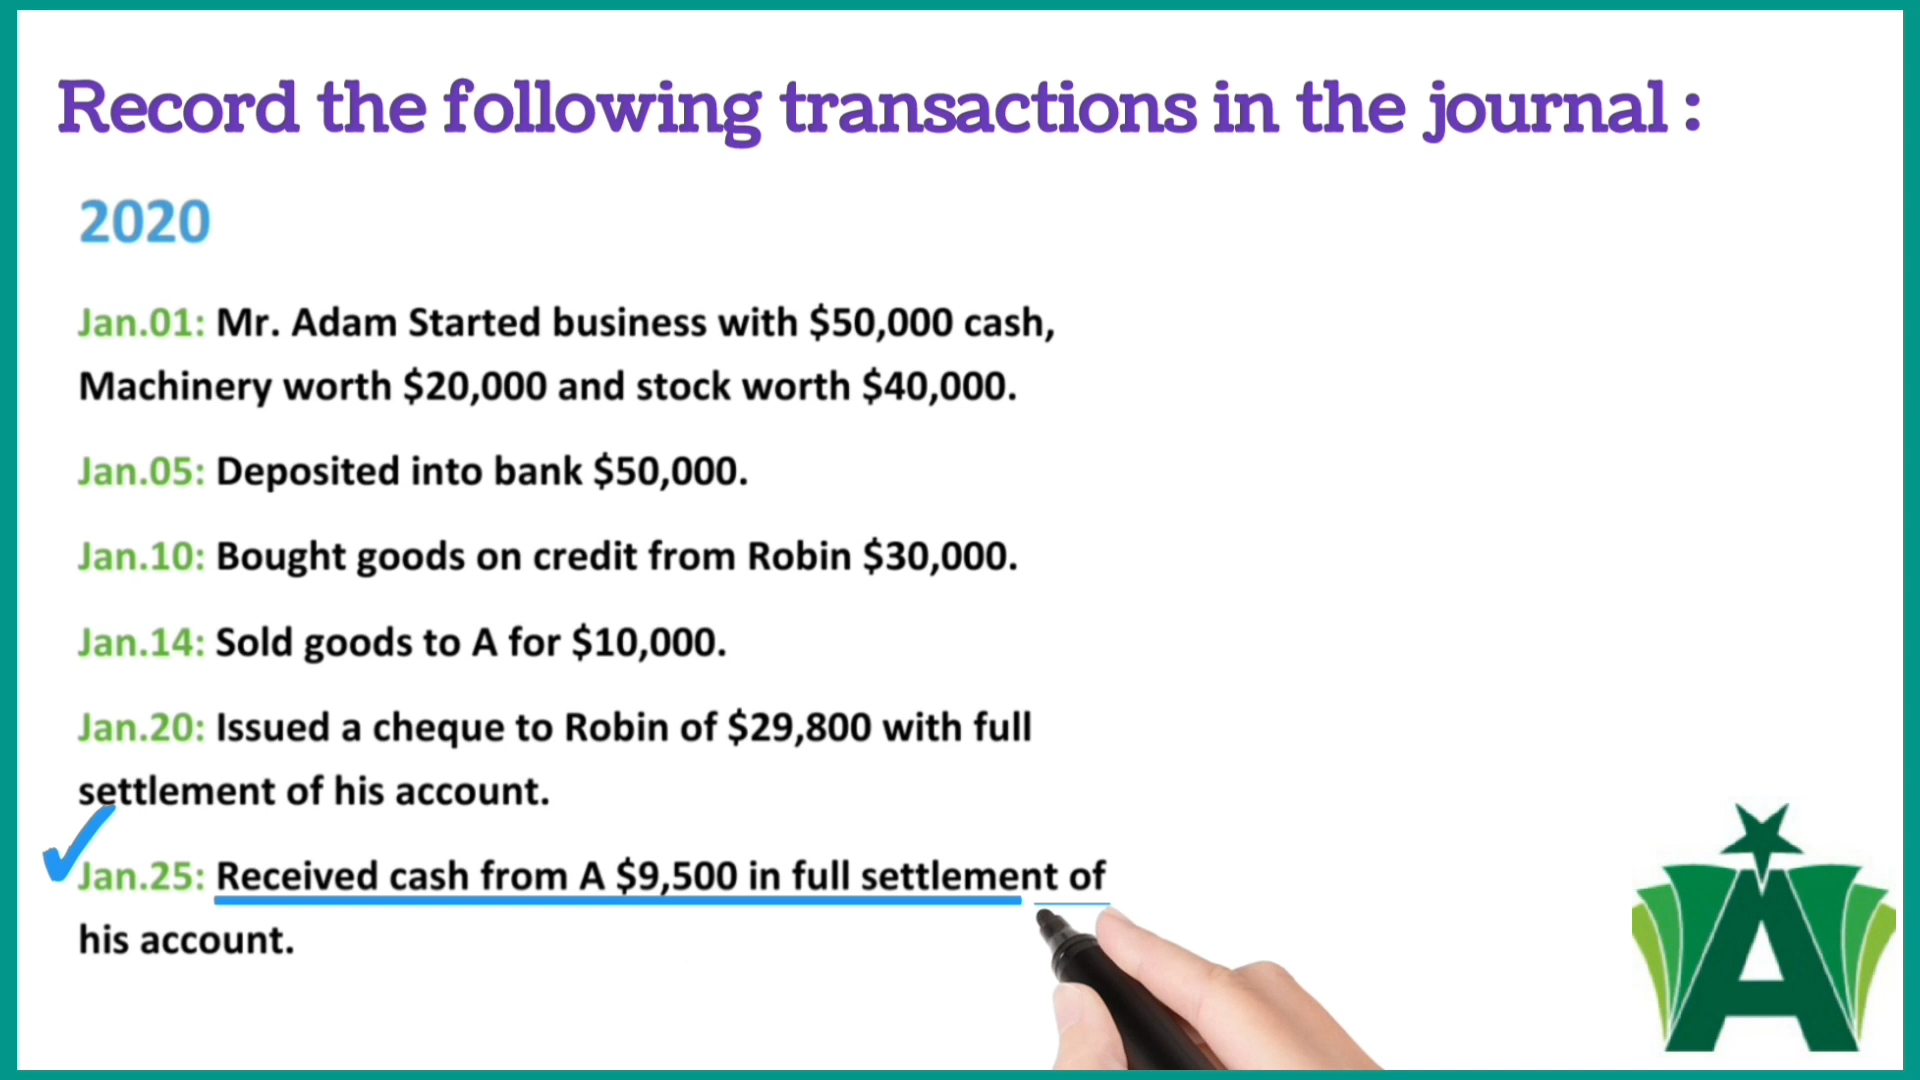 Record the following transactions in the journal :
2020
Jan.01: Mr. Adam Started business with $50,000 cash,
Machinery worth $20,000 and stock worth $40,000.
Jan.05: Deposited into bank $50,000.
Jan.10: Bought goods on credit from Robin $30,000.
Jan.14: Sold goods to A for $10,000.
Jan.20: Issued a cheque to Robin of $29,800 with full
settlement of his account.
Jan.25: Received cash from A $9,500 in full settlement of
his account.
A